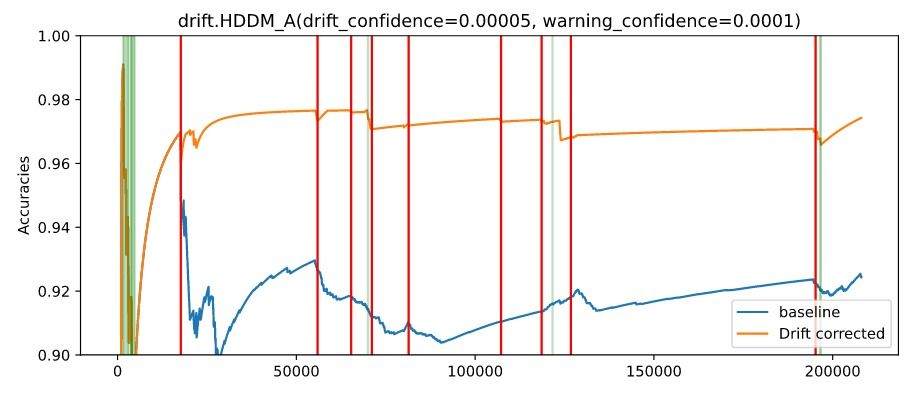 drift.HDDM_A(drift_confidence=0.00005, warning_confidence=0.0001)
1.00
0.98
0.96
0.94
0.92
0.90
Accuracies
0
50000
100000
150000
200000
baseline
Drift corrected